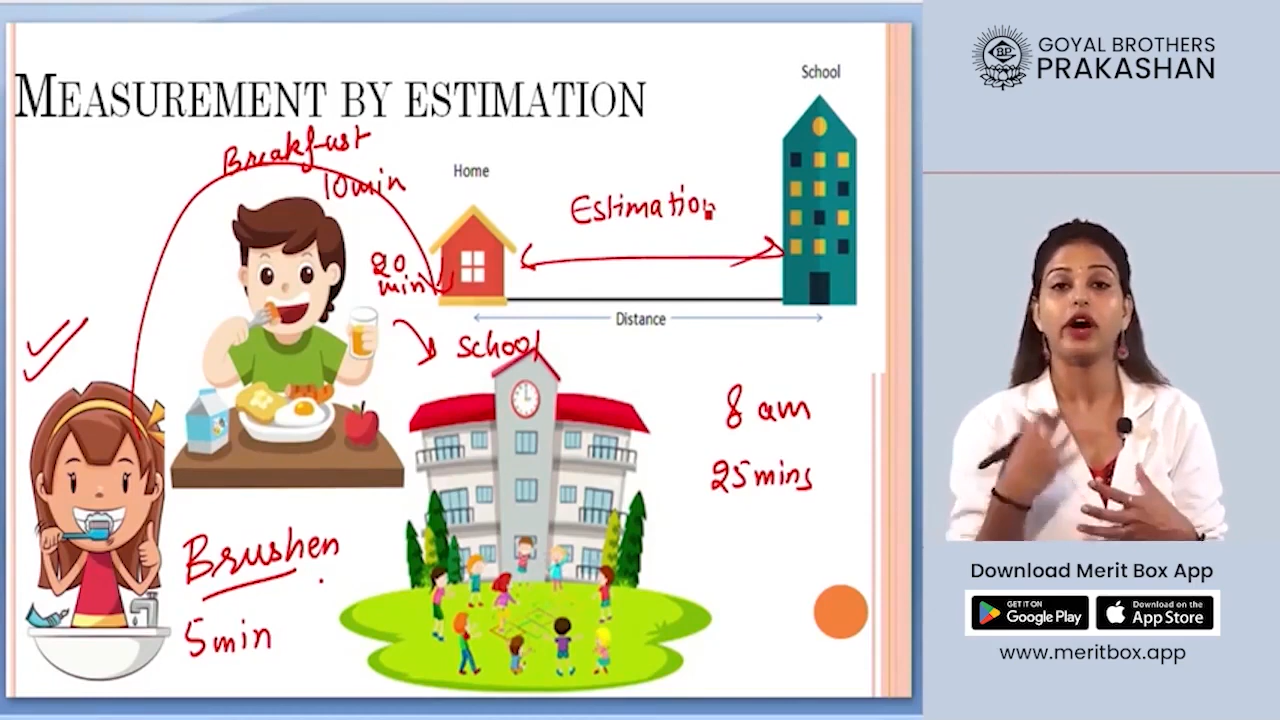 MEASUREMENT BY ESTIMATION
Breakfast
10min
Home
School
Estimation
20
min
Distance
School
8 am
25mins
Brushen
5min
BP
GOYAL BROTHERS
PRAKASHAN
Download Merit Box App
GET IT ON
Google Play
Download on the
App Store
www.meritbox.app